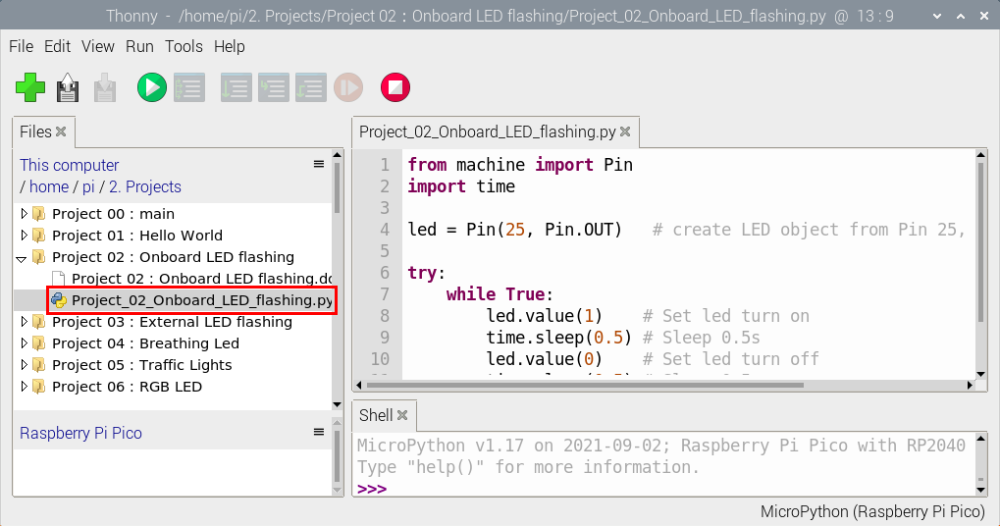 Thonny - /home/pi/2. Projects/Project 02：Onboard LED flashing/Project_02_Onboard_LED_flashing.py @ 13 : 9
File Edit View Run Tools Help
Files
This computer
/ home / pi / 2. Projects
Project 00：main
Project 01：Hello World
Project 02：Onboard LED flashing
Project 02：Onboard LED flashing.do
Project_02_Onboard_LED_flashing.py
Project 03：External LED flashing
Project 04：Breathing Led
Project 05：Traffic Lights
Project 06：RGB LED
Raspberry Pi Pico
Project_02_Onboard_LED_flashing.py
1 from machine import Pin
2 import time
3
4 led = Pin(25, Pin.OUT)   # create LED object from Pin 25,
5
6 try:
7     while True:
8         led.value(1)    # Set led turn on
9         time.sleep(0.5) # Sleep 0.5s
10         led.value(0)    # Set led turn off
Shell
MicroPython v1.17 on 2021-09-02; Raspberry Pi Pico with RP2040
Type "help()" for more information.
>>>
MicroPython (Raspberry Pi Pico)